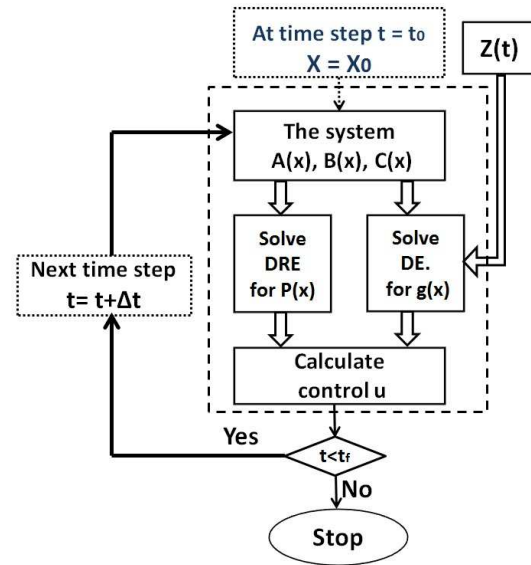 At time step t = t₀
X = X₀
Z(t)
The system
A(x), B(x), C(x)
Solve
DRE
for P(x)
Solve
DE.
for g(x)
Next time step
t= t+Δt
Calculate
control u
Yes
t<tf
No
Stop